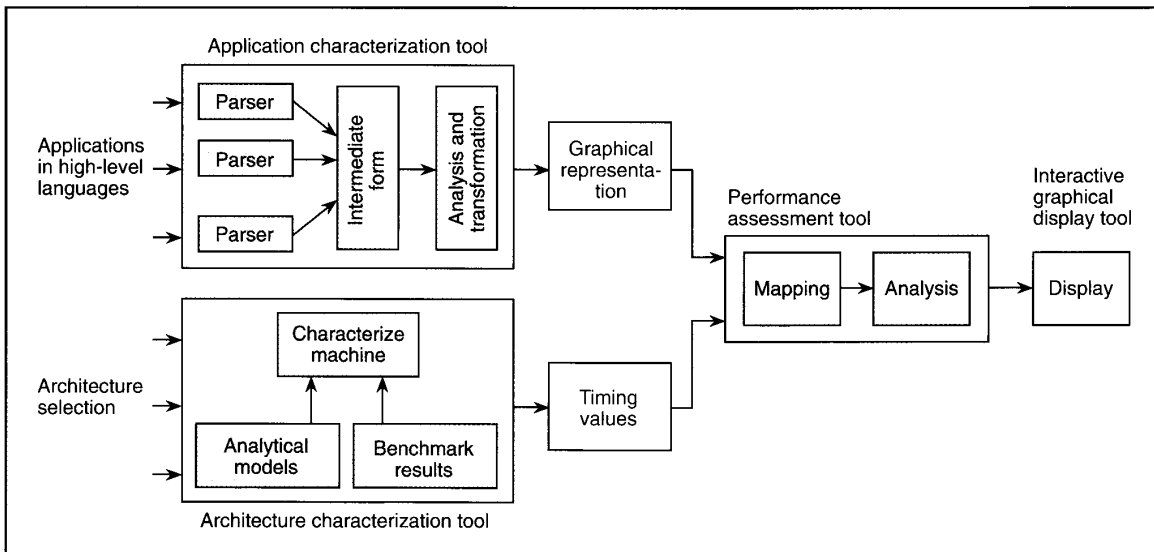 Application characterization tool
Applications
in high-level
languages
Parser
Parser
Parser
Intermediate
form
Analysis and
transformation
Graphical
representa-
tion
Performance
assessment tool
Mapping
Analysis
Interactive
graphical
display tool
Display
Architecture
selection
Characterize
machine
Analytical
models
Benchmark
results
Timing
values
Architecture characterization tool